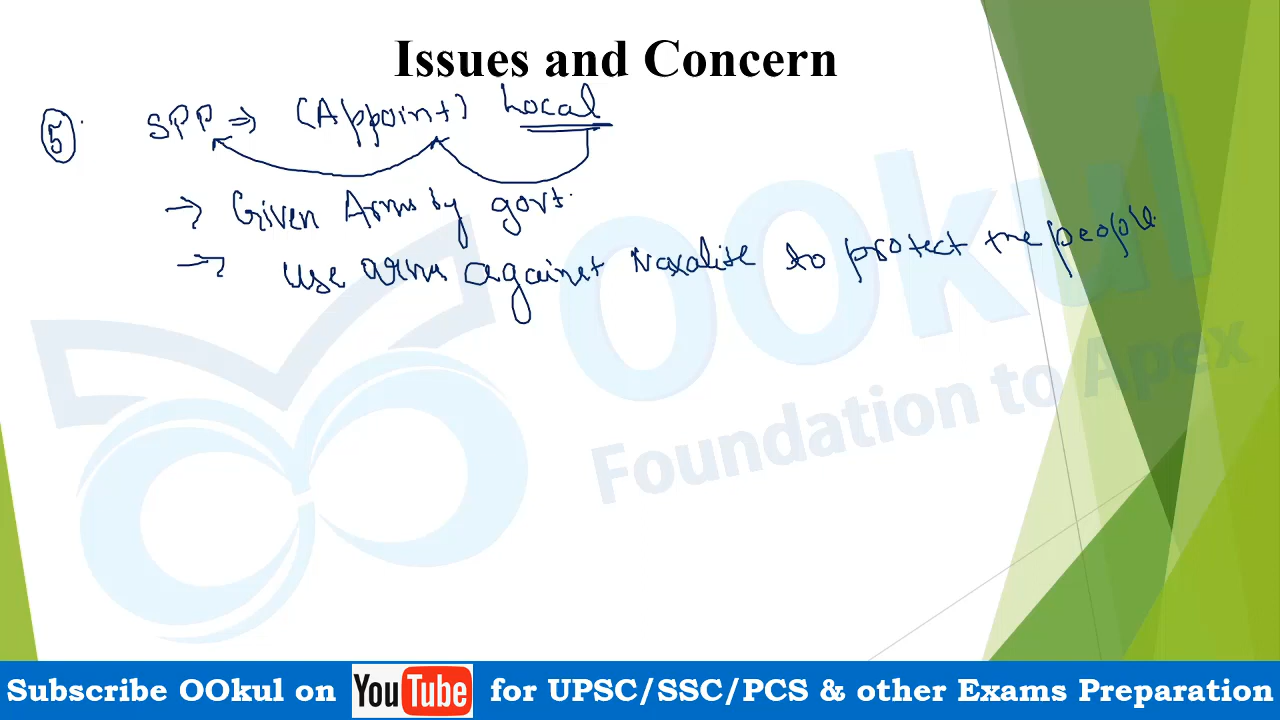 Issues and Concern
5 SPP ⇒ (Appoint) Local
→ Given Arms by govt.
→ use arms against Naxalite to protect the people.
OOkul
Foundation to Apex
Subscribe OOkul on YouTube for UPSC/SSC/PCS & other Exams Preparation